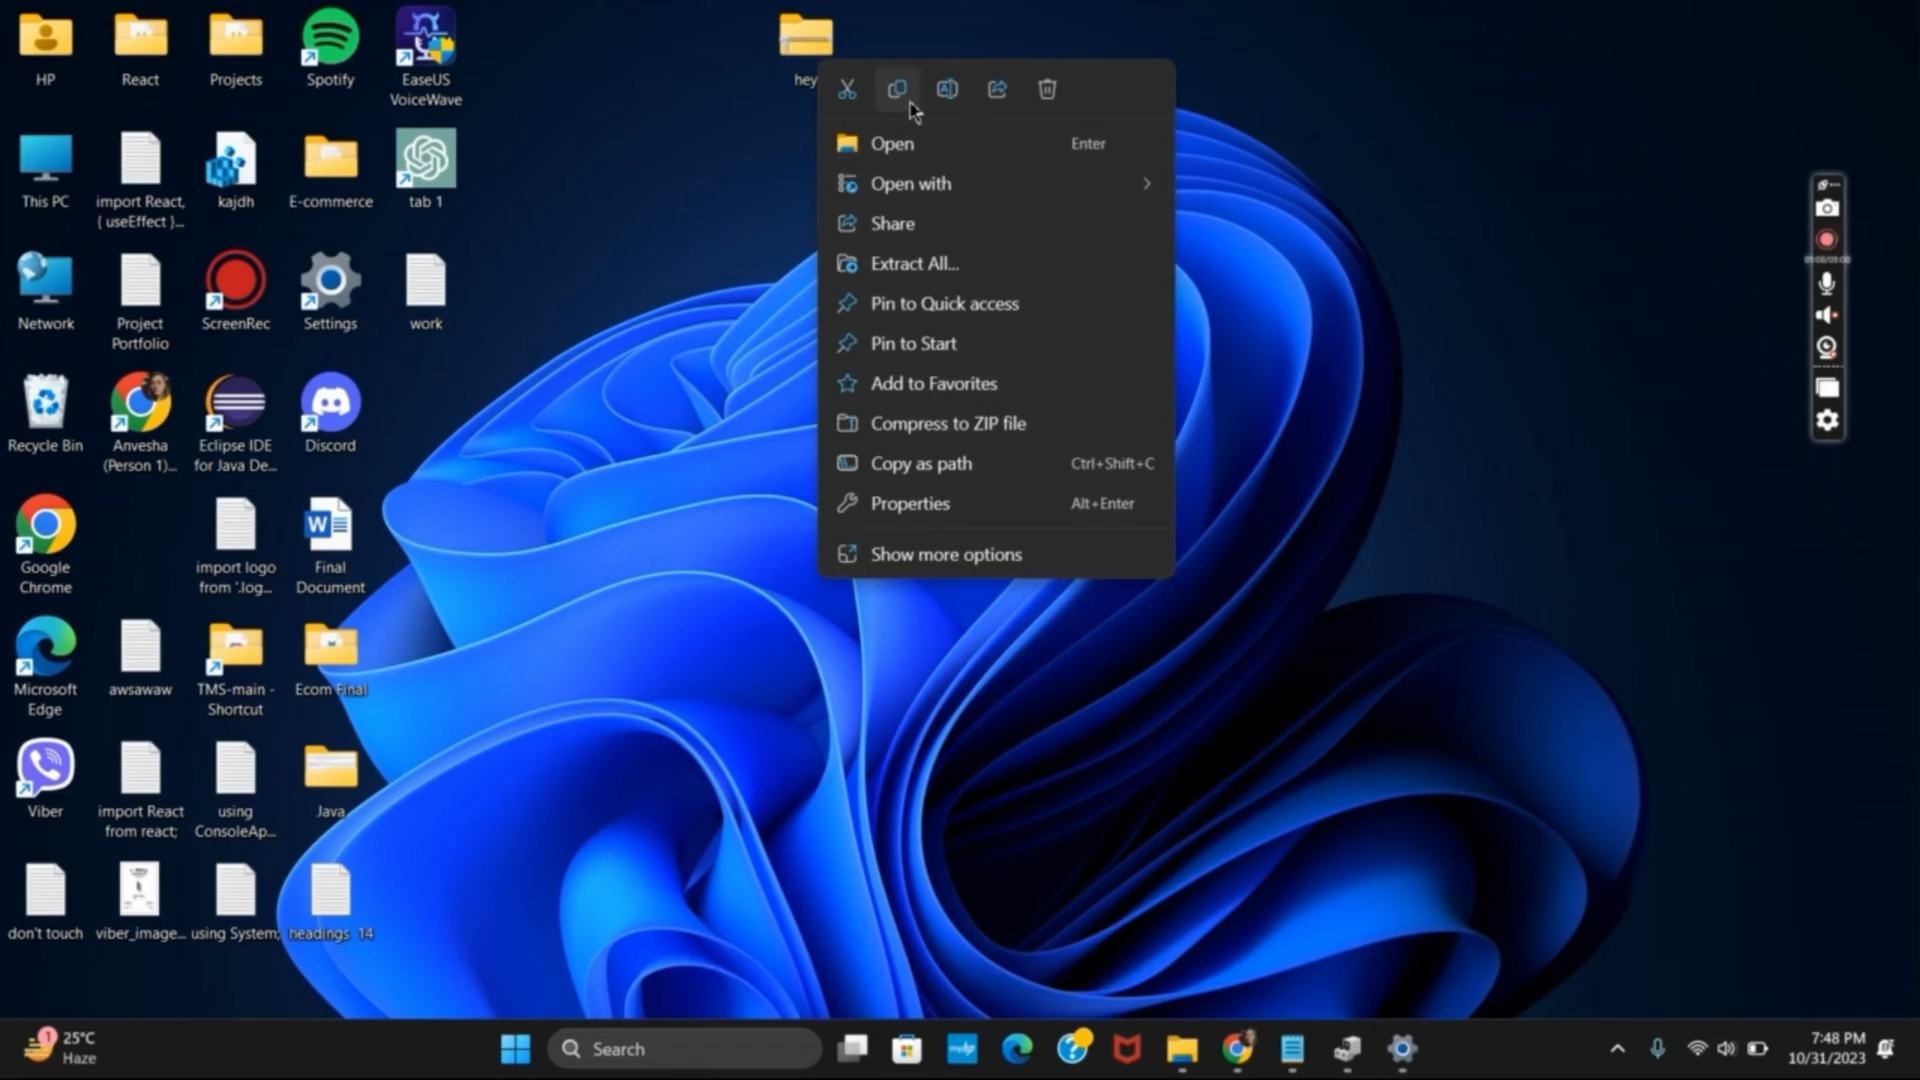 HP
React
Projects
Spotify
EaseUS
VoiceWave
hey
This PC
import React,
{ useEffect }...
kajdh
E-commerce
tab 1
Network
Project
Portfolio
ScreenRec
Settings
work
Recycle Bin
Anvesha
(Person 1)...
Eclipse IDE
for Java De...
Discord
Google
Chrome
import logo
from './log...
Final
Document
Microsoft
Edge
awsawaw
TMS-main -
Shortcut
Ecom Final
Viber
import React
from react;
using
ConsoleAp...
Java
don't touch
viber_image...
using System;
headings 14
Open Enter
Open with
Share
Extract All...
Pin to Quick access
Pin to Start
Add to Favorites
Compress to ZIP file
Copy as path Ctrl+Shift+C
Properties Alt+Enter
Show more options
1
25°C
Haze
Search
7:48 PM
10/31/2023